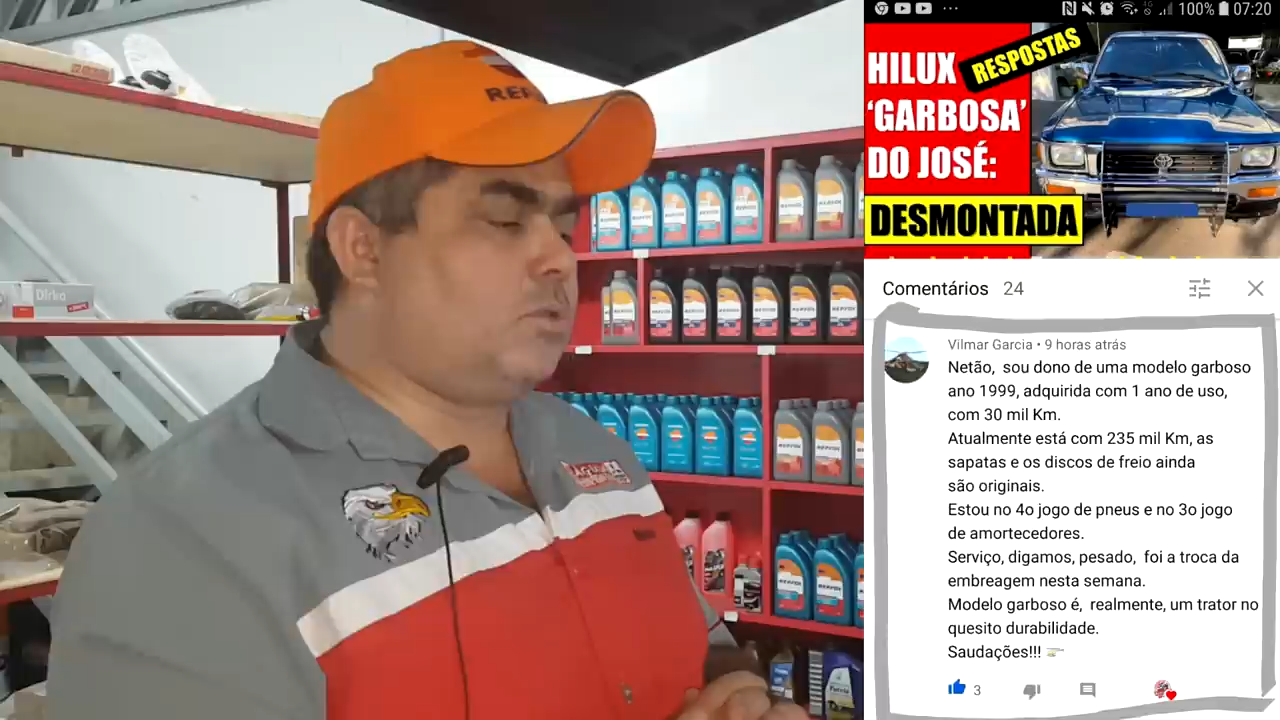 REP
Dirko
100%
07:20
HILUX
RESPOSTAS
'GARBOSA'
DO JOSÉ:
DESMONTADA
Comentários 24
Vilmar Garcia • 9 horas atrás
Netão, sou dono de uma modelo garboso
ano 1999, adquirida com 1 ano de uso,
com 30 mil Km.
Atualmente está com 235 mil Km, as
sapatas e os discos de freio ainda
são originais.
Estou no 4o jogo de pneus e no 3o jogo
de amortecedores.
Serviço, digamos, pesado, foi a troca da
embreagem nesta semana.
Modelo garboso é, realmente, um trator no
quesito durabilidade.
Saudações!!!
3